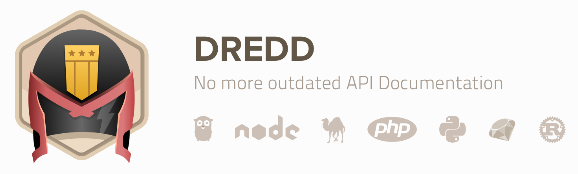 DREDD
No more outdated API Documentation
node php R